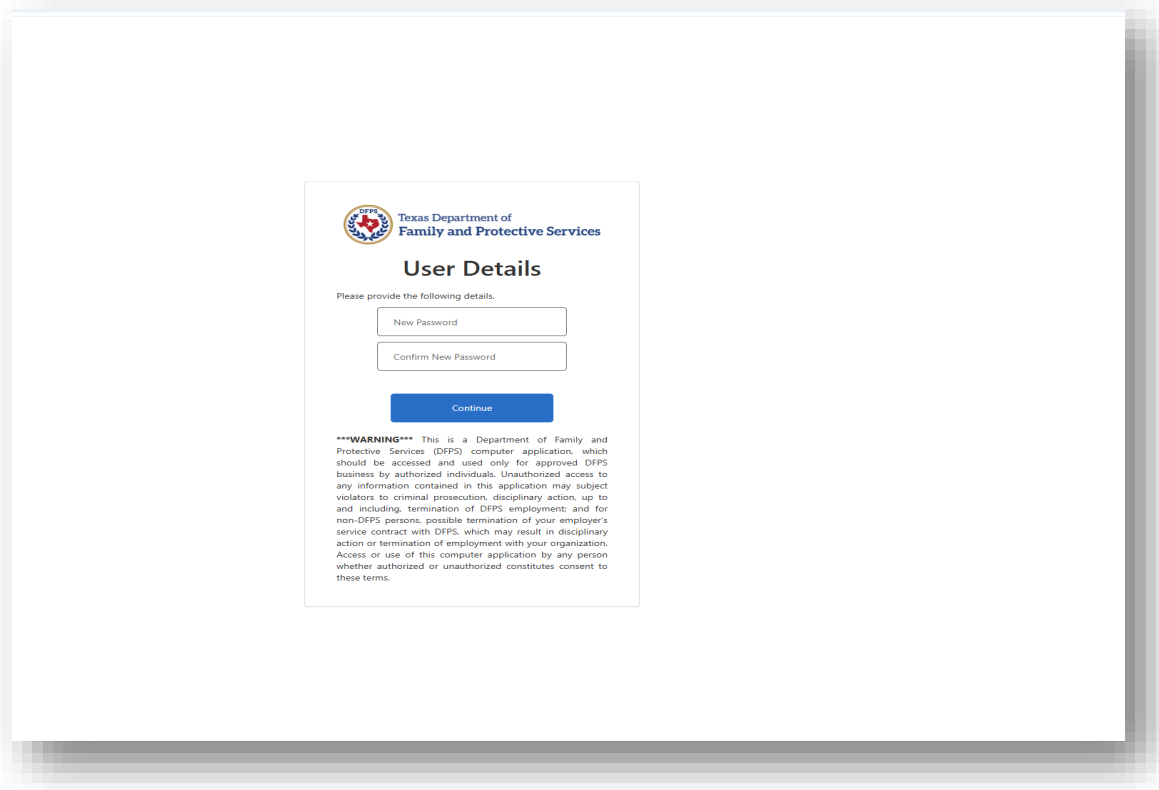 DFPS
Texas Department of
Family and Protective Services
User Details
Please provide the following details.
New Password
Confirm New Password
Continue
***WARNING*** This is a Department of Family and
Protective Services (DFPS) computer application, which
should be accessed and used only for approved DFPS
business by authorized individuals. Unauthorized access to
any information contained in this application may subject
violators to criminal prosecution, disciplinary action, up to
and including, termination of DFPS employment; and for
non-DFPS persons, possible termination of your employer's
service contract with DFPS, which may result in disciplinary
action or termination of employment with your organization.
Access or use of this computer application by any person
whether authorized or unauthorized constitutes consent to
these terms.